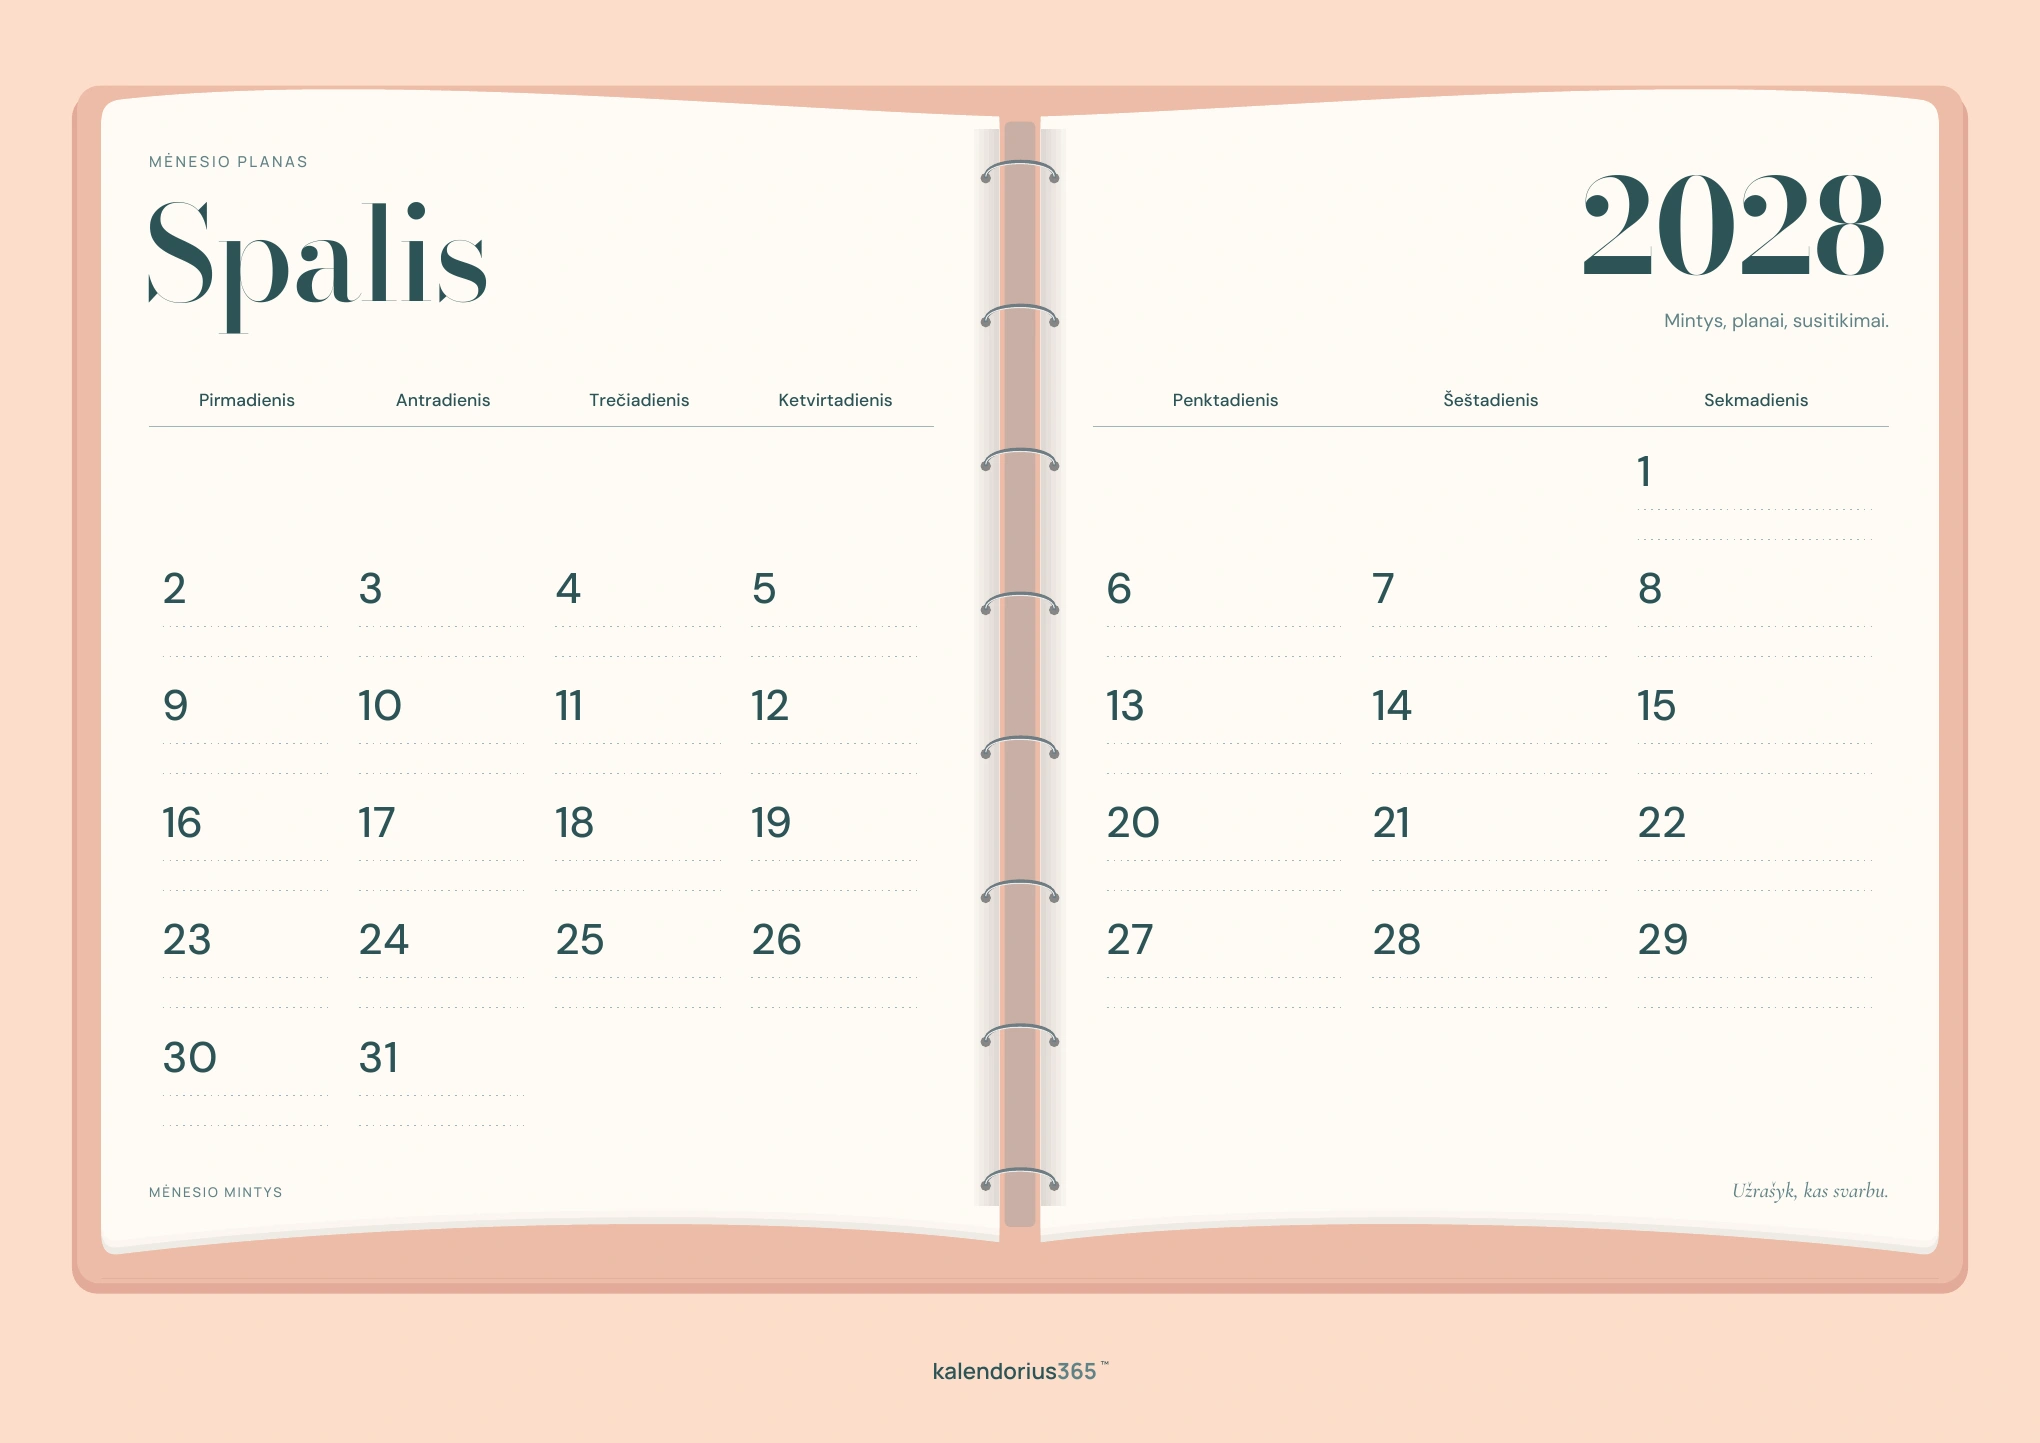 MĖNESIO PLANAS
Spalis
2028
Mintys, planai, susitikimai.
Pirmadienis Antradienis Trečiadienis Ketvirtadienis Penktadienis Šeštadienis Sekmadienis
1
2 3 4 5 6 7 8
9 10 11 12 13 14 15
16 17 18 19 20 21 22
23 24 25 26 27 28 29
30 31
MĖNESIO MINTYS
Užrašyk, kas svarbu.
kalendorius365™